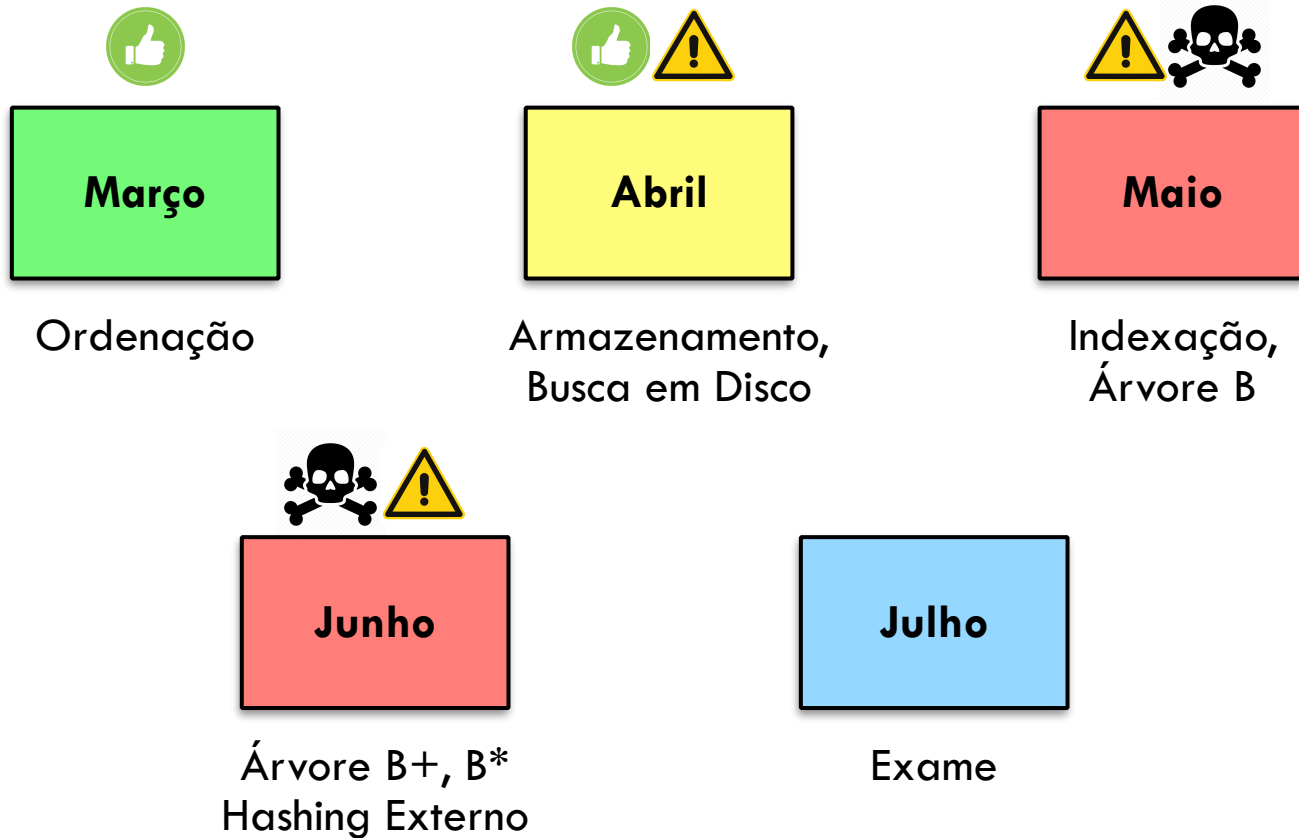 Março
Abril
Maio
Ordenação
Armazenamento,
Busca em Disco
Indexação,
Árvore B
Junho
Julho
Árvore B+, B*
Hashing Externo
Exame